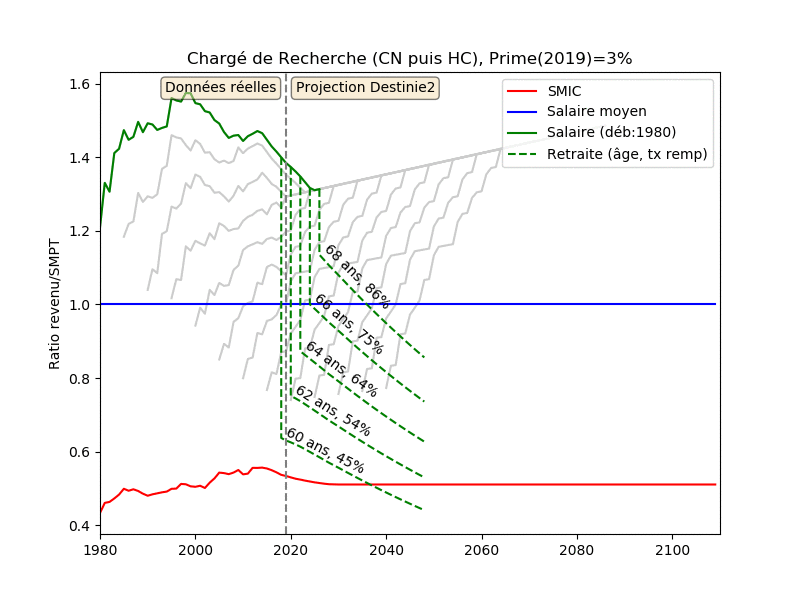 Chargé de Recherche (CN puis HC), Prime(2019)=3%
Données réelles
Projection Destinie2
SMIC
Salaire moyen
Salaire (déb:1980)
Retraite (âge, tx remp)
Ratio revenu/SMPT
1.6
1.4
1.2
1.0
0.8
0.6
0.4
68 ans, 86%
66 ans, 75%
64 ans, 64%
62 ans, 54%
60 ans, 45%
1980
2000
2020
2040
2060
2080
2100